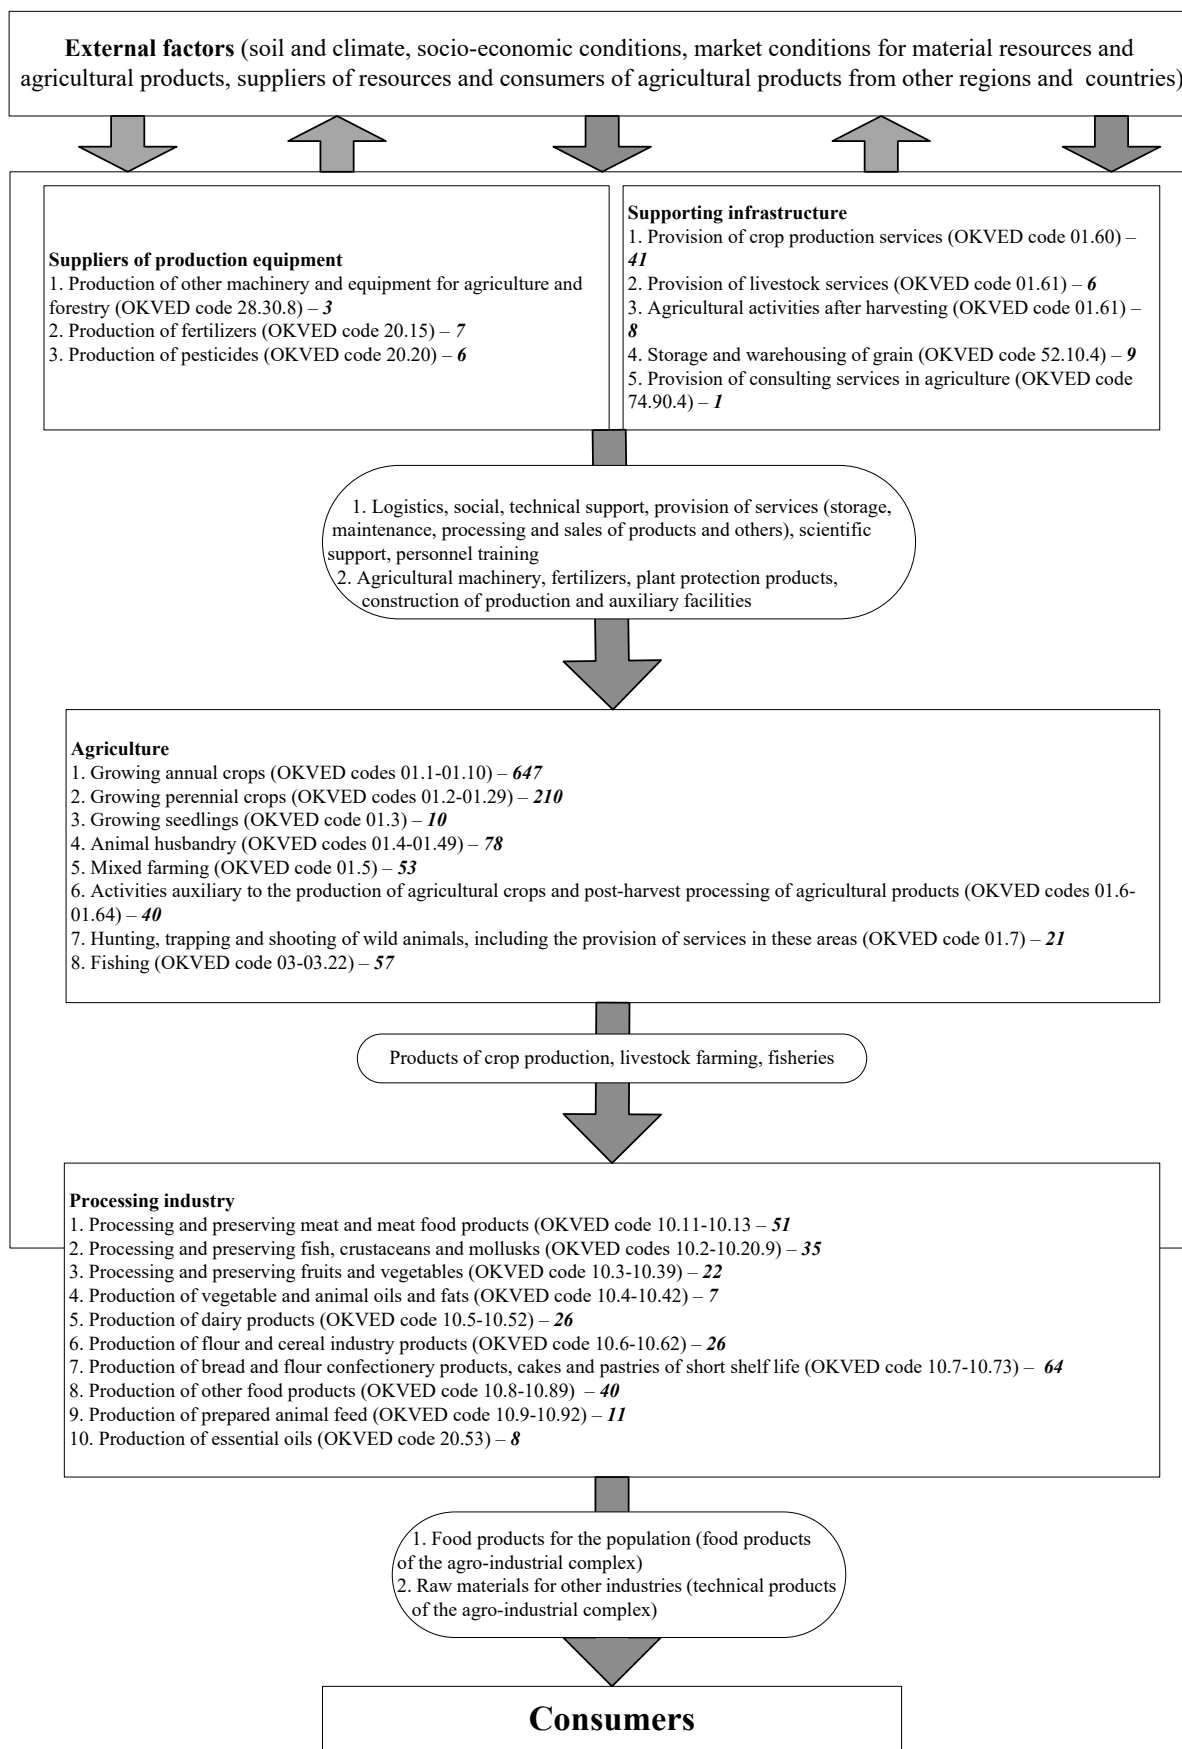 External factors (soil and climate, socio-economic conditions, market conditions for material resources and
agricultural products, suppliers of resources and consumers of agricultural products from other regions and countries)
Suppliers of production equipment
1. Production of other machinery and equipment for agriculture and
forestry (OKVED code 28.30.8) – 3
2. Production of fertilizers (OKVED code 20.15) – 7
3. Production of pesticides (OKVED code 20.20) – 6
Supporting infrastructure
1. Provision of crop production services (OKVED code 01.60) –
41
2. Provision of livestock services (OKVED code 01.61) – 6
3. Agricultural activities after harvesting (OKVED code 01.61) –
8
4. Storage and warehousing of grain (OKVED code 52.10.4) – 9
5. Provision of consulting services in agriculture (OKVED code
74.90.4) – 1
1. Logistics, social, technical support, provision of services (storage,
maintenance, processing and sales of products and others), scientific
support, personnel training
2. Agricultural machinery, fertilizers, plant protection products,
construction of production and auxiliary facilities
Agriculture
1. Growing annual crops (OKVED codes 01.1-01.10) – 647
2. Growing perennial crops (OKVED codes 01.2-01.29) – 210
3. Growing seedlings (OKVED code 01.3) – 10
4. Animal husbandry (OKVED codes 01.4-01.49) – 78
5. Mixed farming (OKVED code 01.5) – 53
6. Activities auxiliary to the production of agricultural crops and post-harvest processing of agricultural products (OKVED codes 01.6-
01.64) – 40
7. Hunting, trapping and shooting of wild animals, including the provision of services in these areas (OKVED code 01.7) – 21
8. Fishing (OKVED code 03-03.22) – 57
Products of crop production, livestock farming, fisheries
Processing industry
1. Processing and preserving meat and meat food products (OKVED code 10.11-10.13 – 51
2. Processing and preserving fish, crustaceans and mollusks (OKVED codes 10.2-10.20.9) – 35
3. Processing and preserving fruits and vegetables (OKVED code 10.3-10.39) – 22
4. Production of vegetable and animal oils and fats (OKVED code 10.4-10.42) – 7
5. Production of dairy products (OKVED code 10.5-10.52) – 26
6. Production of flour and cereal industry products (OKVED code 10.6-10.62) – 26
7. Production of bread and flour confectionery products, cakes and pastries of short shelf life (OKVED code 10.7-10.73) – 64
8. Production of other food products (OKVED code 10.8-10.89) – 40
9. Production of prepared animal feed (OKVED code 10.9-10.92) – 11
10. Production of essential oils (OKVED code 20.53) – 8
1. Food products for the population (food products
of the agro-industrial complex)
2. Raw materials for other industries (technical products
of the agro-industrial complex)
Consumers